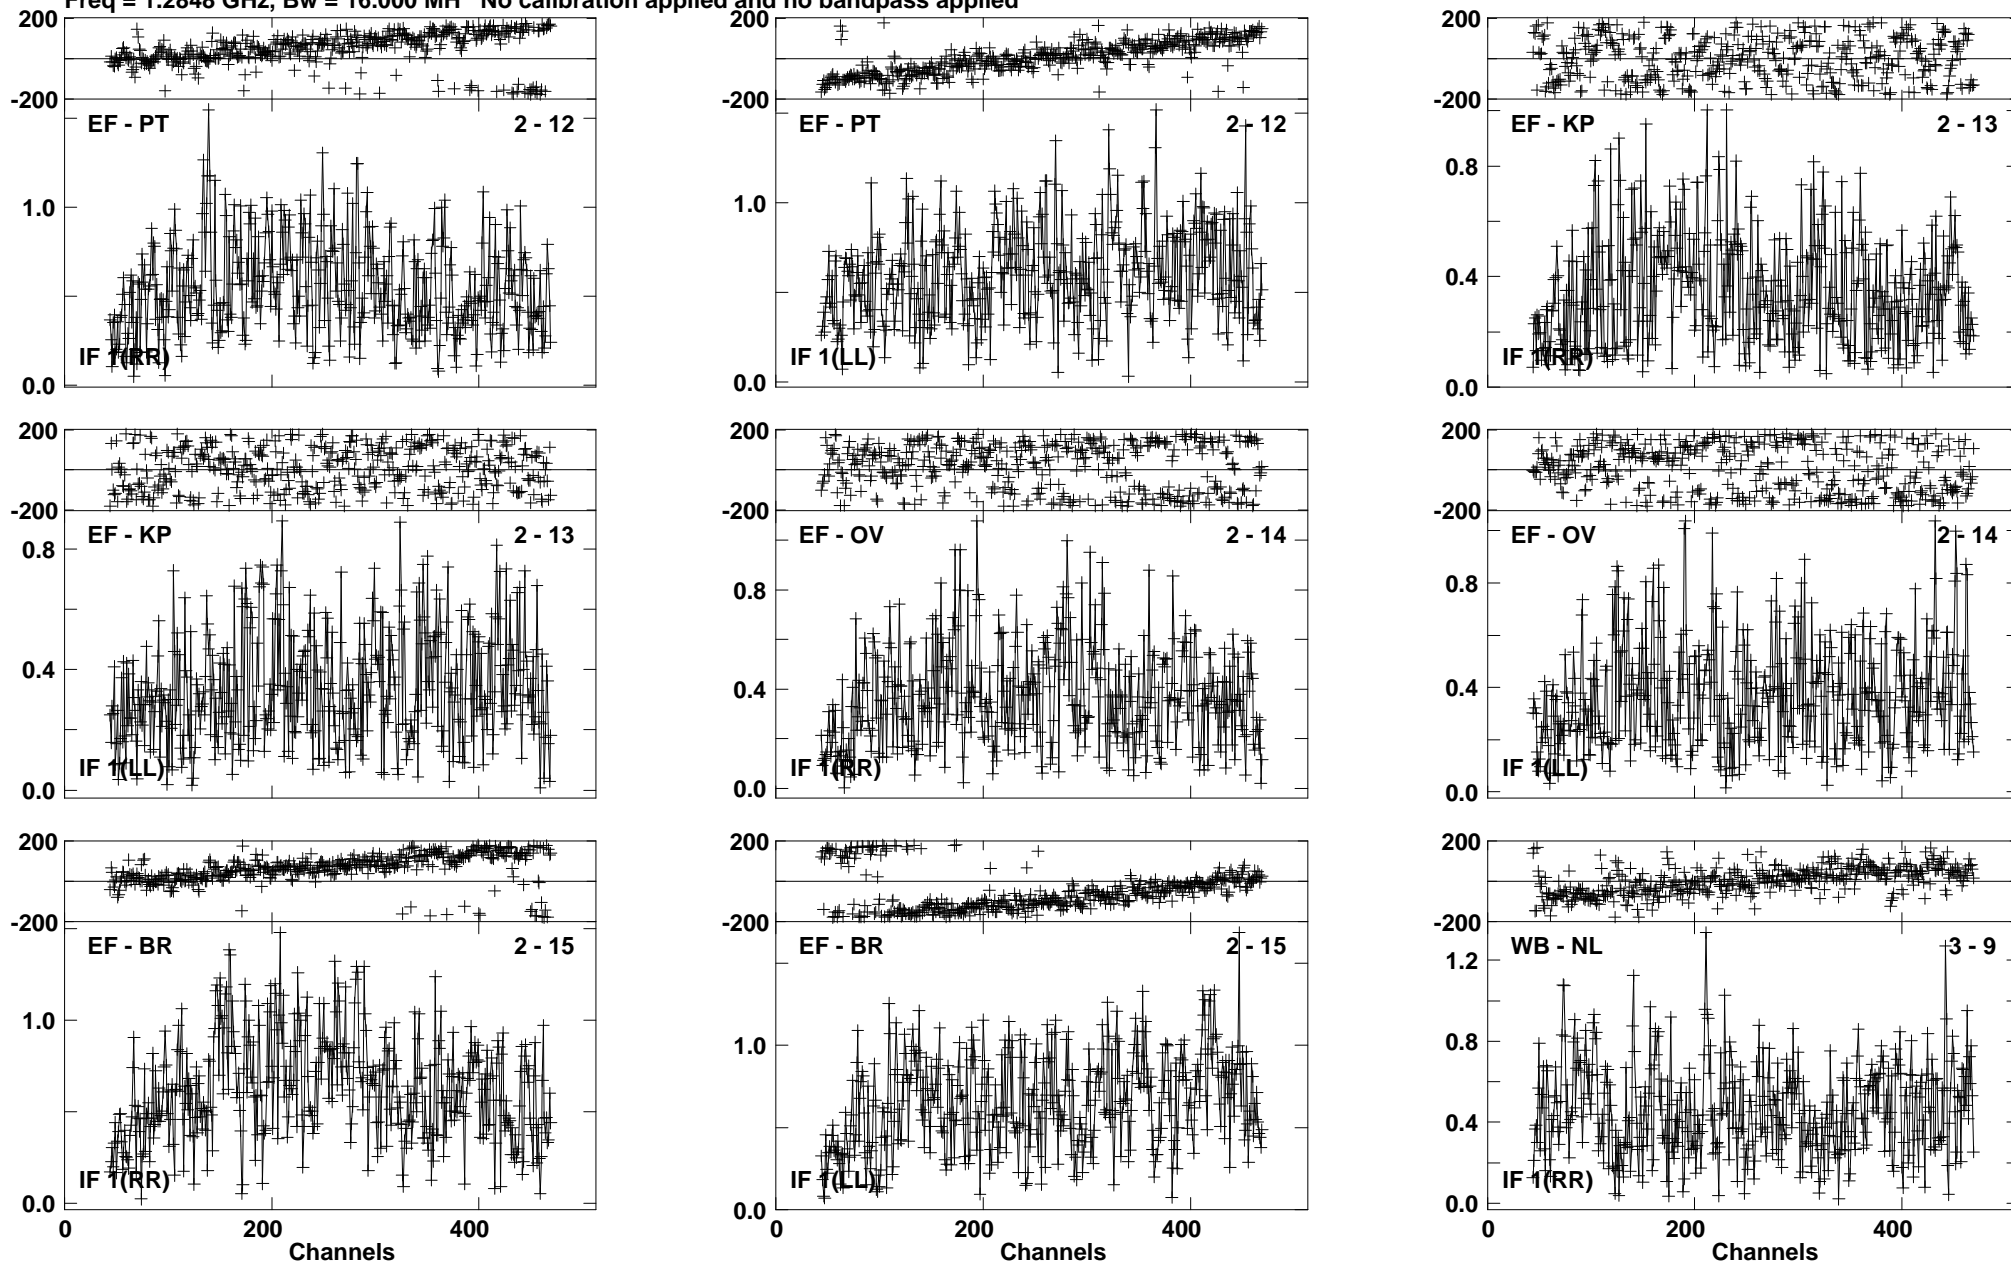 Freq = 1.2848 GHz, Bw = 16.000 MH   No calibration applied and no bandpass applied
200
-200
EF - PT 2 - 12
1.0
IF 1(RR)
0.0
200
-200
EF - PT 2 - 12
1.0
IF 1(LL)
0.0
200
-200
EF - KP 2 - 13
0.8
0.4
IF 1(RR)
0.0
200
-200
EF - KP 2 - 13
0.8
0.4
IF 1(LL)
0.0
200
-200
EF - OV 2 - 14
0.8
0.4
IF 1(RR)
0.0
200
-200
EF - OV 2 - 14
0.8
0.4
IF 1(LL)
0.0
200
-200
EF - BR 2 - 15
1.0
IF 1(RR)
0.0
0 200 400
Channels
200
-200
EF - BR 2 - 15
1.0
IF 1(LL)
0.0
200 400
200
-200
WB - NL 3 - 9
1.2
0.8
0.4
IF 1(RR)
0.0
0 200 400
Channels